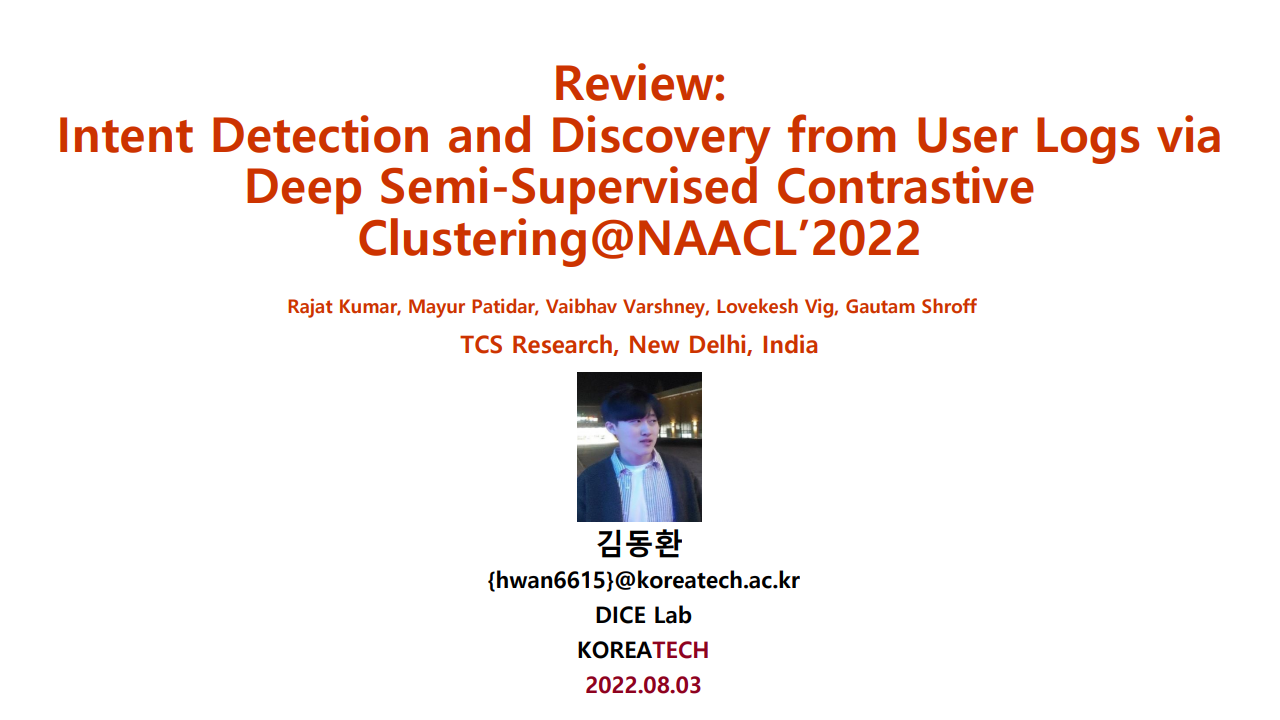 Review:
Intent Detection and Discovery from User Logs via
Deep Semi-Supervised Contrastive
Clustering@NAACL’2022
Rajat Kumar, Mayur Patidar, Vaibhav Varshney, Lovekesh Vig, Gautam Shroff
TCS Research, New Delhi, India
김동환
{hwan6615}@koreatech.ac.kr
DICE Lab
KOREATECH
2022.08.03